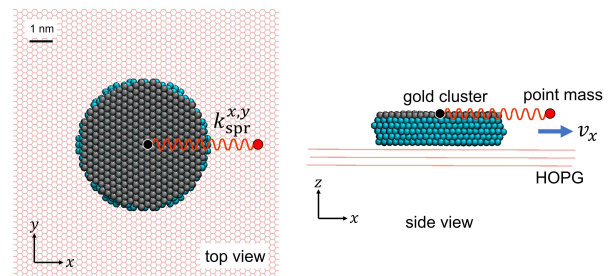 1 nm
k_spr^{x,y}
y
x
top view
gold cluster
point mass
v_x
HOPG
z
x
side view